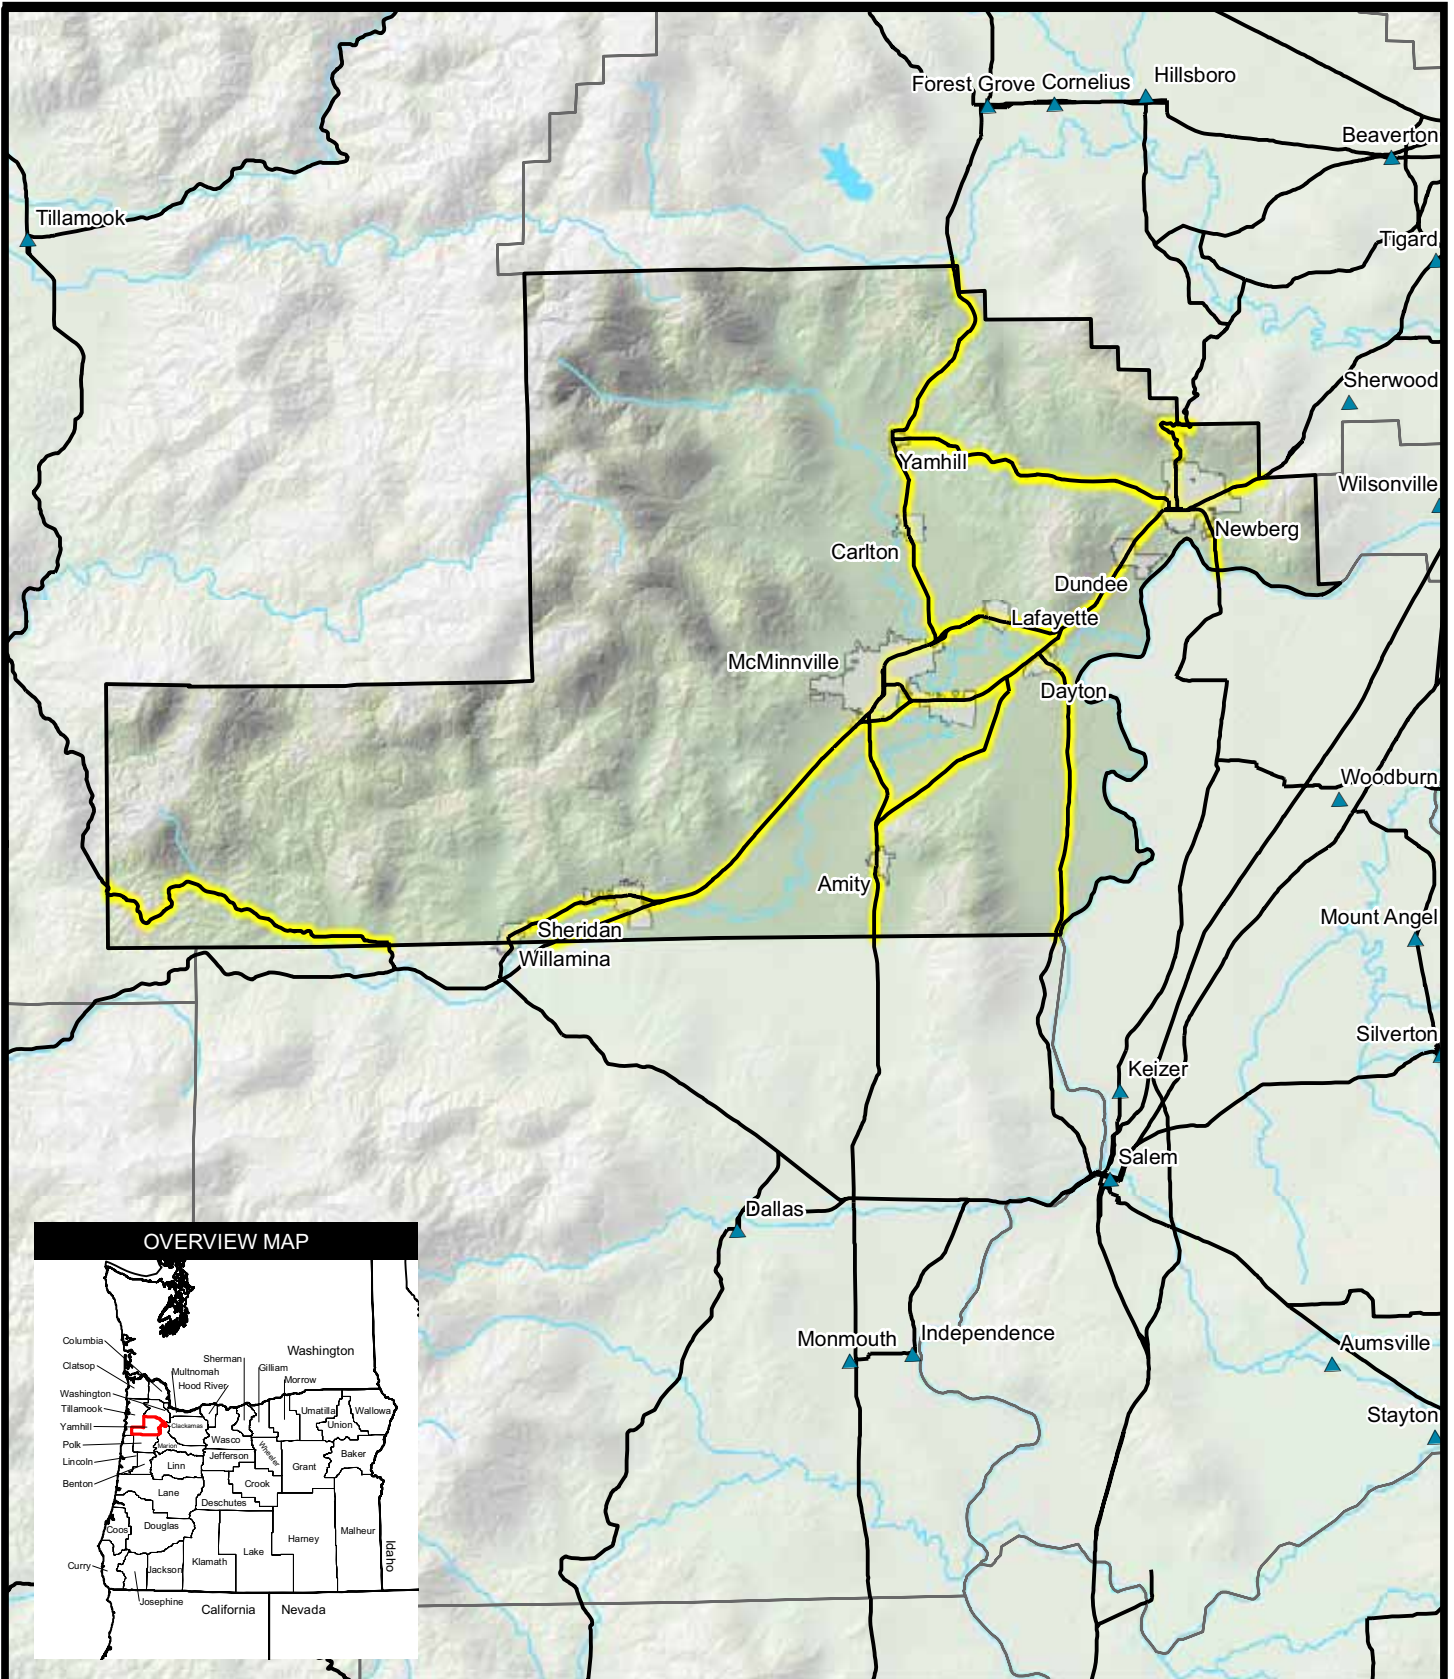 Hillsboro
Forest Grove
Cornelius
Beaverton
Tillamook
Tigard
Sherwood
Yamhill
Wilsonville
Newberg
Carlton
Dundee
Lafayette
McMinnville
Dayton
Woodburn
Amity
Mount Angel
Sheridan
Willamina
Silverton
Keizer
Salem
Dallas
Independence
Monmouth
Aumsville
Stayton
OVERVIEW MAP
Columbia
Washington
Sherman
Clatsop
Multnomah
Gilliam
Hood River
Morrow
Washington
Tillamook
Umatilla
Wallowa
Union
Yamhill
Clackamas
Wasco
Polk
Marion
Wheeler
Jefferson
Baker
Lincoln
Linn
Grant
Benton
Crook
Lane
Deschutes
Coos
Douglas
Harney
Malheur
Lake
Idaho
Klamath
Curry
Jackson
Josephine
California
Nevada